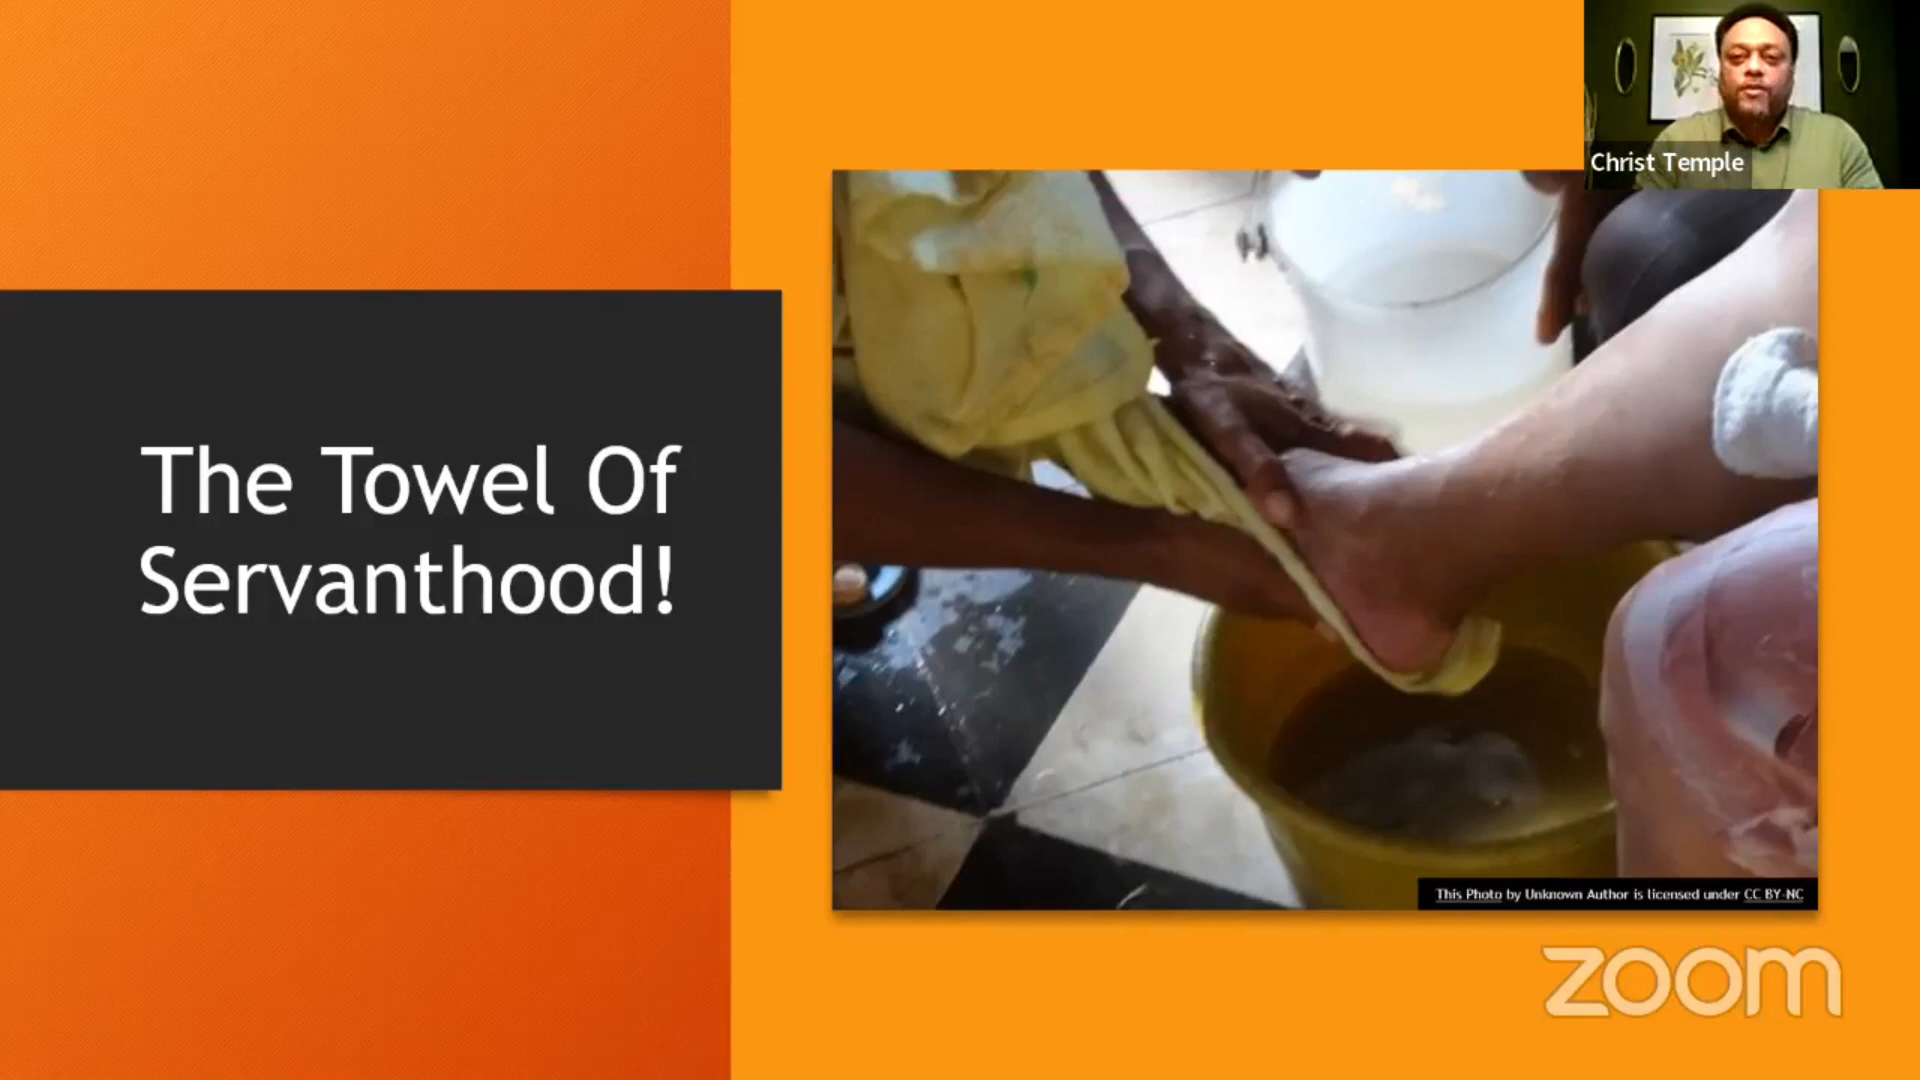 Christ Temple
The Towel Of
Servanthood!
This Photo by Unknown Author is licensed under CC BY-NC
zoom